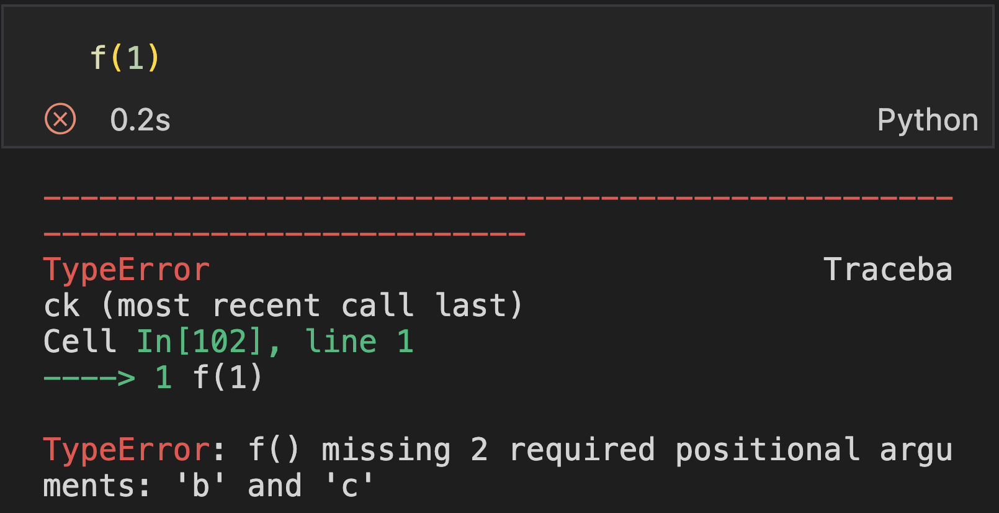 f(1)
0.2s
Python
---------------------------------------------------------------------------
TypeError                                 Traceba
ck (most recent call last)
Cell In[102], line 1
----> 1 f(1)
TypeError: f() missing 2 required positional argu
ments: 'b' and 'c'